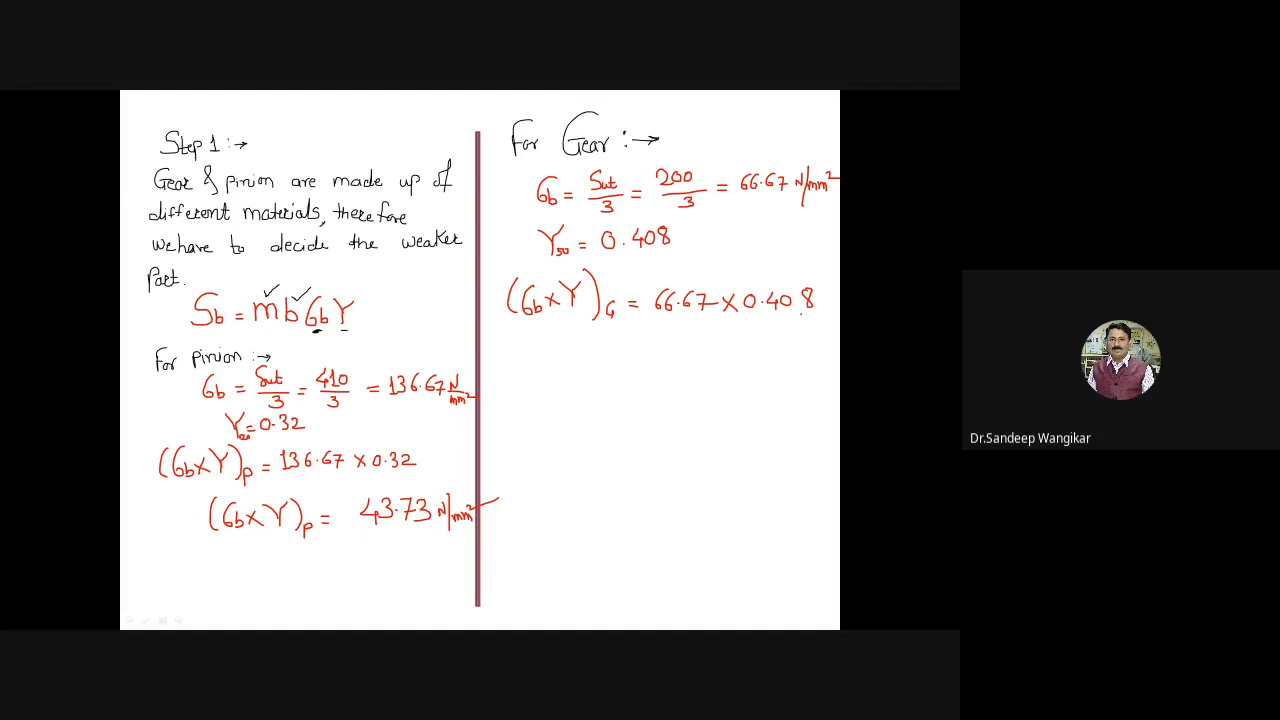 Step 1 :→
Gear & pinion are made up of
different materials, therefore
we have to decide the weaker
Part.
Sb = m b σb Y
For pinion :→
σb = Sut/3 = 410/3 = 136.67 N/mm²
Y20 = 0.32
(σb x Y)p = 136.67 x 0.32
(σb x Y)p = 43.73 N/mm²
For Gear :→
σb = Sut/3 = 200/3 = 66.67 N/mm²
Y50 = 0.408
(σb x Y)G = 66.67 x 0.408
Dr.Sandeep Wangikar